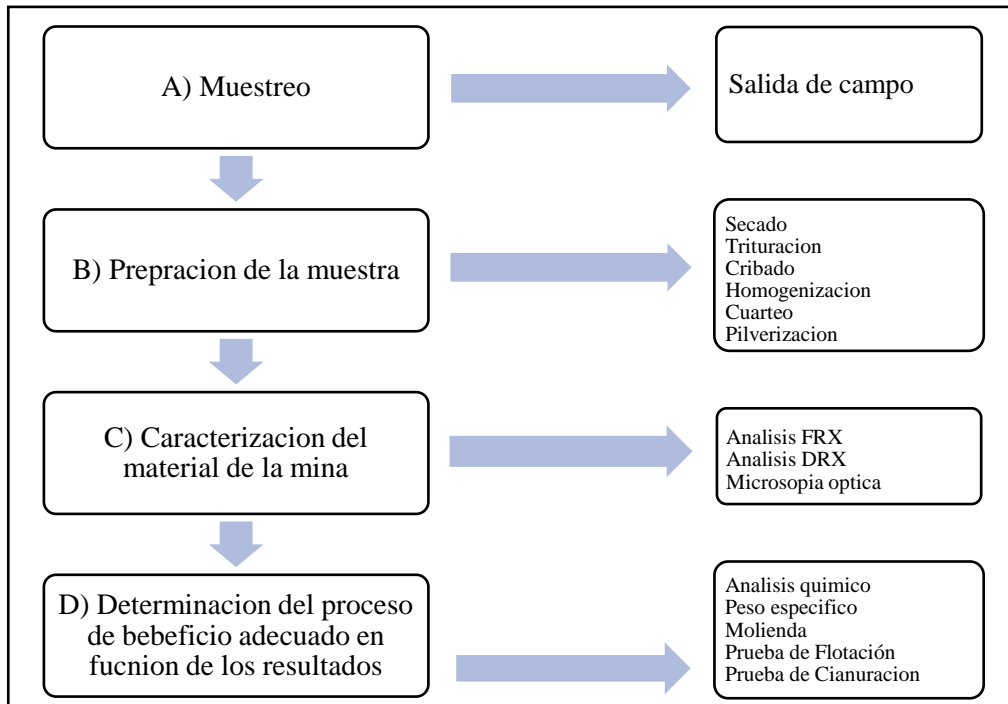 A) Muestreo
Salida de campo
B) Prepracion de la muestra
Secado
Trituracion
Cribado
Homogenizacion
Cuarteo
Pilverizacion
C) Caracterizacion del
material de la mina
Analisis FRX
Analisis DRX
Microsopia optica
D) Determinacion del proceso
de bebeficio adecuado en
fucnion de los resultados
Analisis quimico
Peso especifico
Molienda
Prueba de Flotación
Prueba de Cianuracion